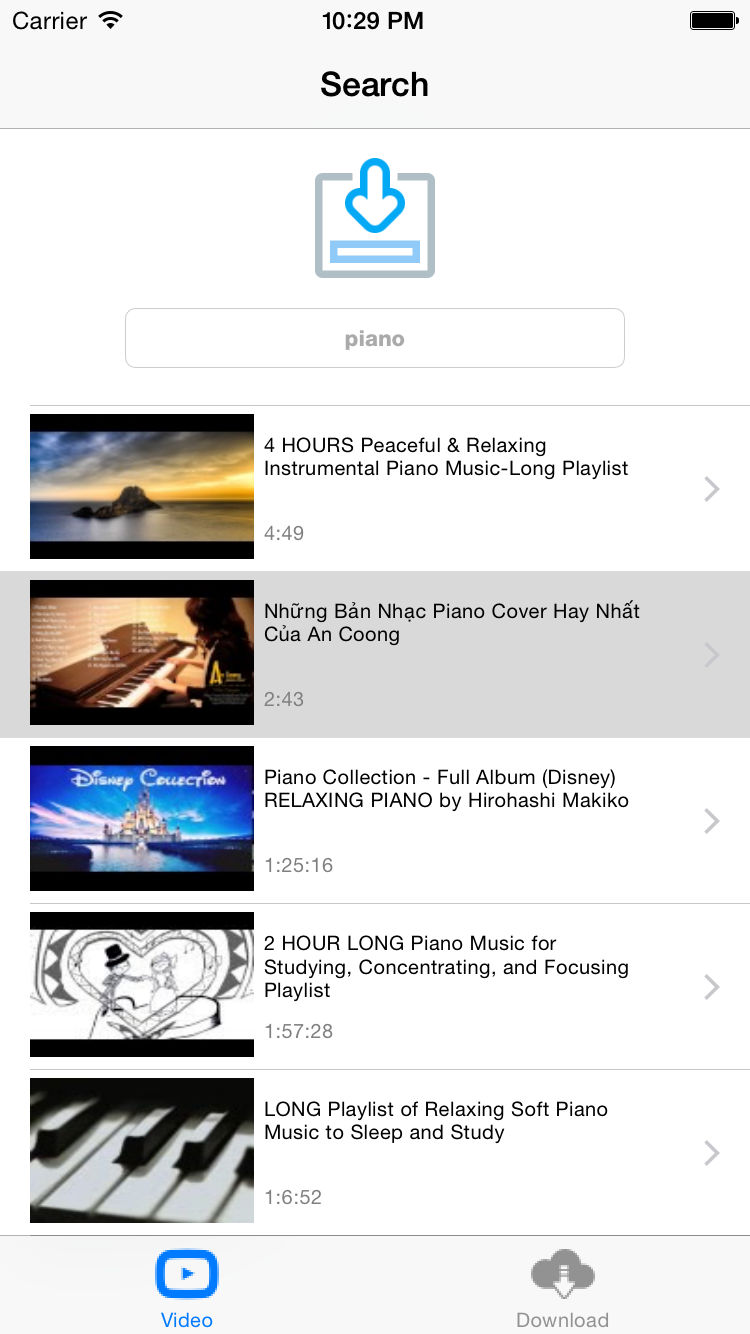 Carrier 10:29 PM
Search
piano
4 HOURS Peaceful & Relaxing
Instrumental Piano Music-Long Playlist
4:49
Những Bản Nhạc Piano Cover Hay Nhất
Của An Coong
2:43
Disney Collection
Piano Collection - Full Album (Disney)
RELAXING PIANO by Hirohashi Makiko
1:25:16
2 HOUR LONG Piano Music for
Studying, Concentrating, and Focusing
Playlist
1:57:28
LONG Playlist of Relaxing Soft Piano
Music to Sleep and Study
1:6:52
Video Download